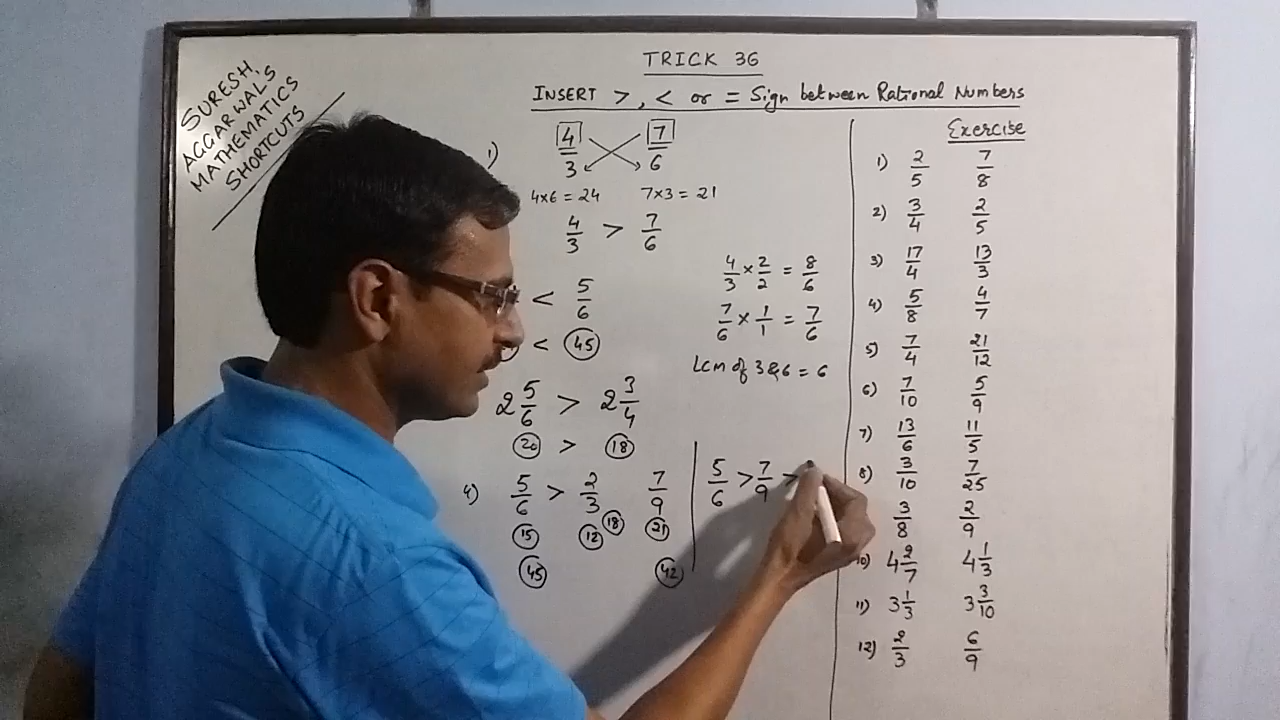 SURESH
AGGARWAL'S
MATHEMATICS
SHORTCUTS
TRICK 36
INSERT >, < or = Sign between Rational Numbers
1) 4/3 7/6
4×6 = 24 7×3 = 21
4/3 > 7/6
< 5/6
< 45
2 5/6 > 2 3/4
20 > 18
4) 5/6 > 2/3 7/9
15 12 18 21
45 42
4/3 × 2/2 = 8/6
7/6 × 1/1 = 7/6
Lcm of 3 & 6 = 6
5/6 > 7/9 >
Exercise
1) 2/5 7/8
2) 3/4 2/5
3) 17/4 13/3
4) 5/8 4/7
5) 7/4 21/12
6) 7/10 5/9
7) 13/6 11/5
8) 3/10 7/25
3/8 2/9
10) 4 2/7 4 1/3
11) 3 1/3 3 3/10
12) 2/3 6/9